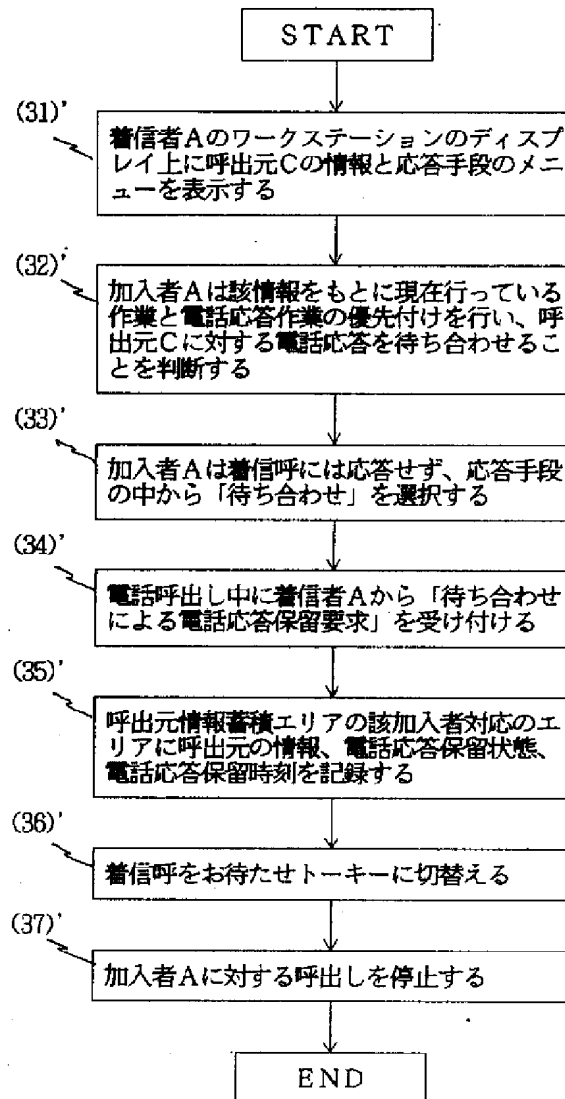 START
(31)'
着信者Aのワークステーションのディスプ
レイ上に呼出元Cの情報と応答手段のメニ
ューを表示する
(32)'
加入者Aは該情報をもとに現在行っている
作業と電話応答作業の優先付けを行い、呼
出元Cに対する電話応答を待ち合わせるこ
とを判断する
(33)'
加入者Aは着信呼には応答せず、応答手段
の中から「待ち合わせ」を選択する
(34)'
電話呼出し中に着信者Aから「待ち合わせ
による電話応答保留要求」を受け付ける
(35)'
呼出元情報蓄積エリアの該加入者対応のエ
リアに呼出元の情報、電話応答保留状態、
電話応答保留時刻を記録する
(36)'
着信呼をお待たせトーキーに切替える
(37)'
加入者Aに対する呼出しを停止する
END